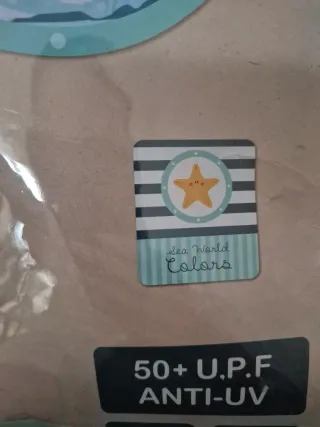 Sea World
Colors
50+ U.P.F
ANTI-UV